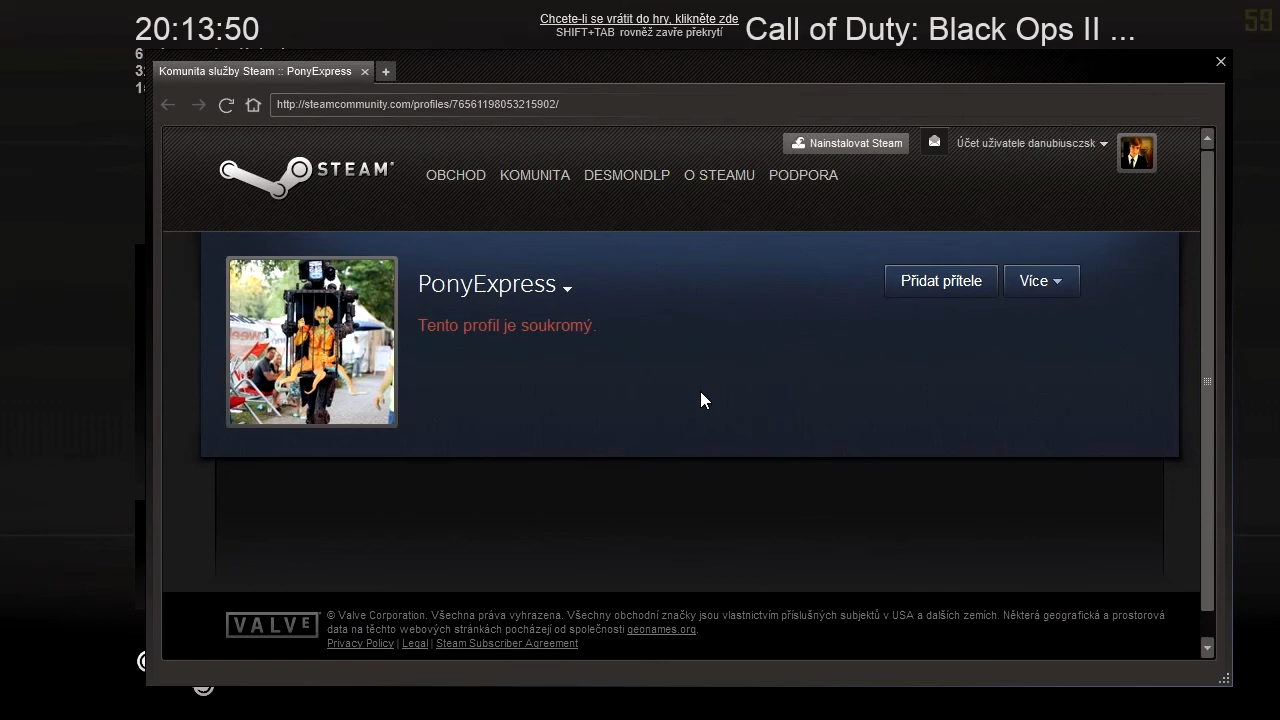 20:13:50
Chcete-li se vrátit do hry, klikněte zde
SHIFT+TAB rovněž zavře překrytí
Call of Duty: Black Ops II ...
59
Komunita služby Steam :: PonyExpress
http://steamcommunity.com/profiles/76561198053215902/
Nainstalovat Steam
Účet uživatele danubiusczsk
STEAM
OBCHOD KOMUNITA DESMONDLP O STEAMU PODPORA
PonyExpress
Přidat přítele
Více
Tento profil je soukromý.
VALVE
© Valve Corporation. Všechna práva vyhrazena. Všechny obchodní značky jsou vlastnictvím příslušných subjektů v USA a dalších zemích. Některá geografická a prostorová
data na těchto webových stránkách pocházejí od společnosti geonames.org.
Privacy Policy | Legal | Steam Subscriber Agreement